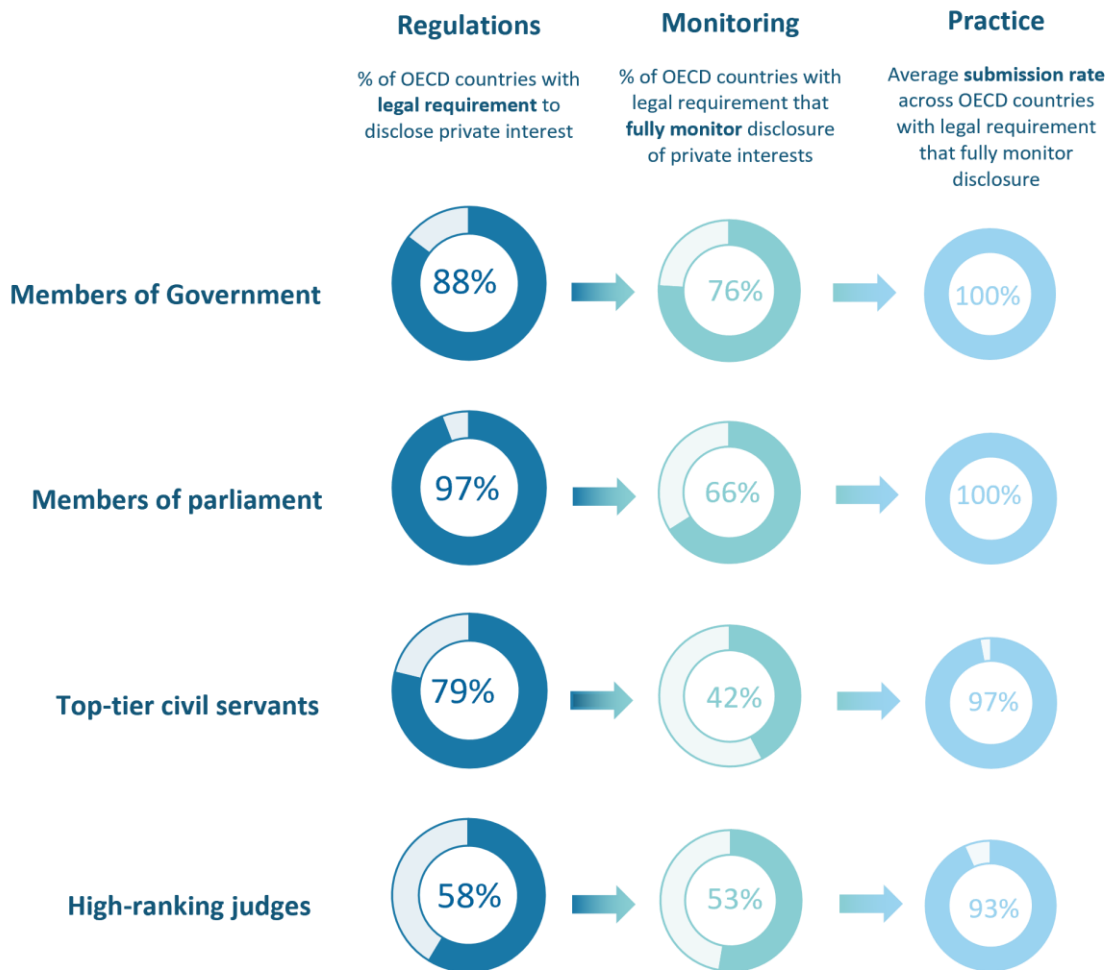 Regulations
Monitoring
Practice
% of OECD countries with
legal requirement to
disclose private interest
% of OECD countries with
legal requirement that
fully monitor disclosure
of private interests
Average submission rate
across OECD countries
with legal requirement
that fully monitor
disclosure
Members of Government
88%
76%
100%
Members of parliament
97%
66%
100%
Top-tier civil servants
79%
42%
97%
High-ranking judges
58%
53%
93%